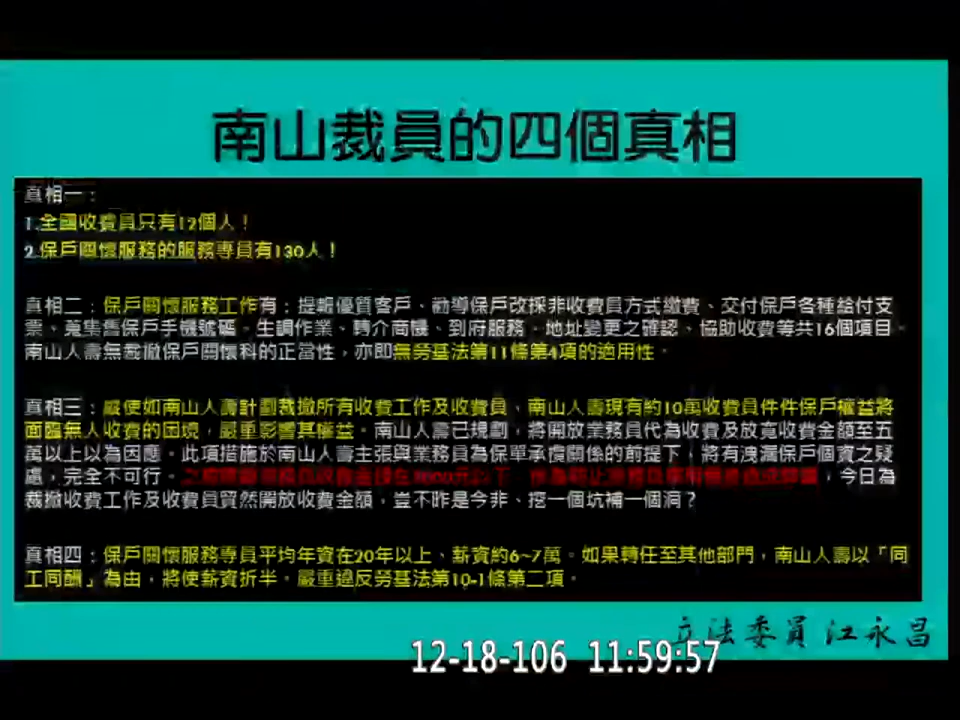 南山裁員的四個真相
真相一：
1.全國收費員只有12個人！
2.保戶關懷服務的服務專員有130人！
真相二：保戶關懷服務工作有：提報優質客戶、勸導保戶改採非收費員方式繳費、交付保戶各種給付支
票、蒐集舊保戶手機號碼、生調作業、轉介商機、到府服務、地址變更之確認、協助收費等共16個項目。
南山人壽無裁撤保戶關懷科的正當性，亦即無勞基法第11條第4項的適用性。
真相三：縱使如南山人壽計劃裁撤所有收費工作及收費員、南山人壽現有約10萬收費員件件保戶權益將
面臨無人收費的困境，嚴重影響其權益。南山人壽已規劃，將開放業務員代為收費及放寬收費金額至五
萬以上以為因應。此項措施於南山人壽主張與業務員為保單承攬關係的前提下，將有洩漏保戶個資之疑
慮，完全不可行。，今日為
裁撤收費工作及收費員貿然開放收費金額，豈不昨是今非、挖一個坑補一個洞？
真相四：保戶關懷服務專員平均年資在20年以上、薪資約6~7萬。如果轉任至其他部門，南山人壽以「同
工同酬」為由，將使薪資折半。嚴重違反勞基法第10-1條第二項。
立法委員 江永昌
12-18-106 11:59:57